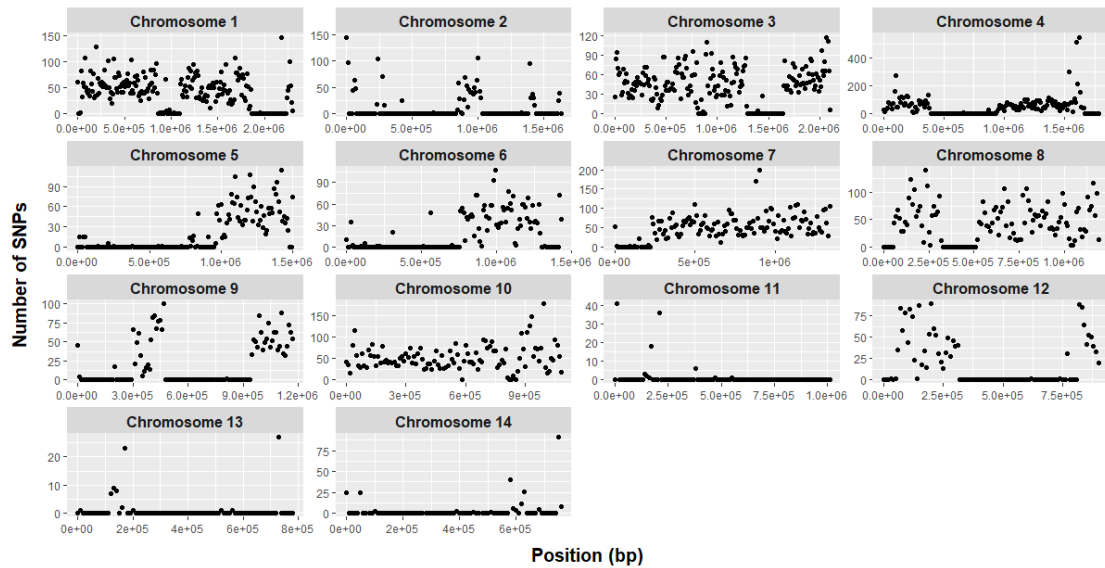 Chromosome 1
Chromosome 2
Chromosome 3
Chromosome 4
150
100
50
0
0.0e+00 5.0e+05 1.0e+06 1.5e+06 2.0e+06
150
100
50
0
0.0e+00 5.0e+05 1.0e+06 1.5e+06
120
90
60
30
0
0.0e+00 5.0e+05 1.0e+06 1.5e+06 2.0e+06
400
200
0
0.0e+00 5.0e+05 1.0e+06 1.5e+06
Chromosome 5
Chromosome 6
Chromosome 7
Chromosome 8
90
60
30
0
0.0e+00 5.0e+05 1.0e+06 1.5e+06
90
60
30
0
0.0e+00 5.0e+05 1.0e+06 1.5e+06
200
150
100
50
0
0e+00 5e+05 1e+06
100
50
0
0.0e+00 2.5e+05 5.0e+05 7.5e+05 1.0e+06
Chromosome 9
Chromosome 10
Chromosome 11
Chromosome 12
100
75
50
25
0
0.0e+00 3.0e+05 6.0e+05 9.0e+05 1.2e+06
150
100
50
0
0e+00 3e+05 6e+05 9e+05
40
30
20
10
0
0.0e+00 2.5e+05 5.0e+05 7.5e+05 1.0e+06
75
50
25
0
0.0e+00 2.5e+05 5.0e+05 7.5e+05
Chromosome 13
Chromosome 14
20
10
0
0e+00 2e+05 4e+05 6e+05 8e+05
75
50
25
0
0e+00 2e+05 4e+05 6e+05
Number of SNPs
Position (bp)